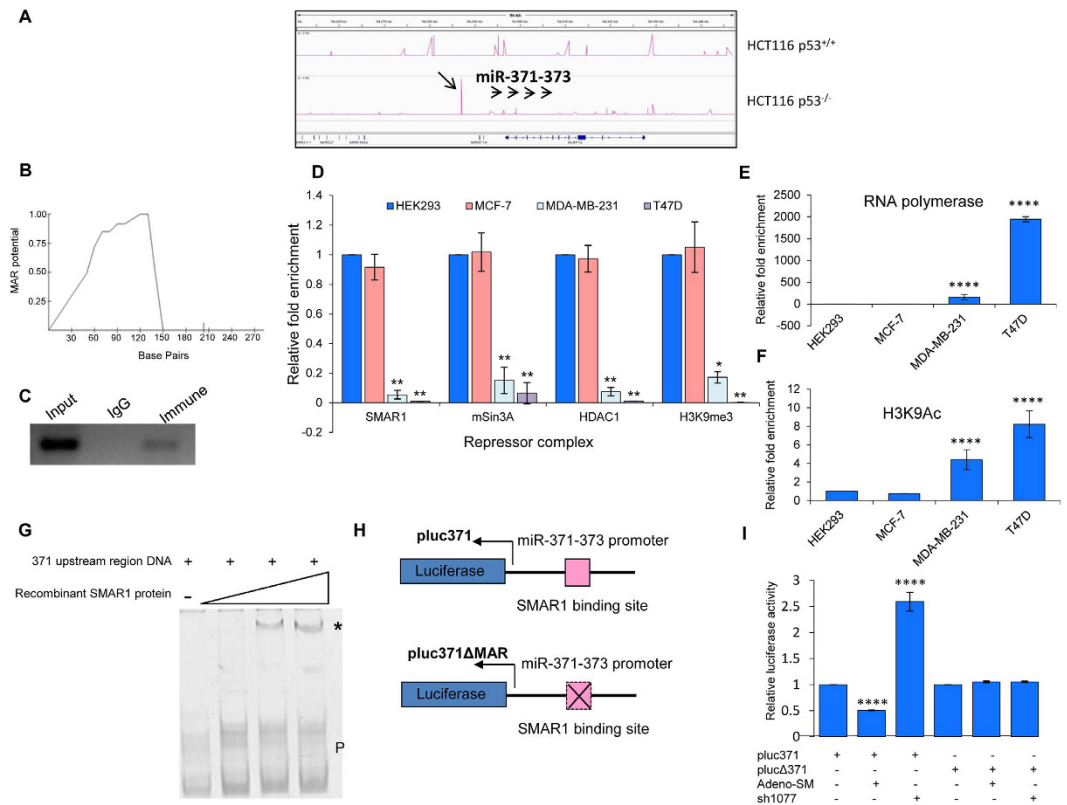 A
HCT116 p53+/+
miR-371-373
HCT116 p53-/-
B
MAR potential
1.00
0.75
0.50
0.25
30 60 90 120 150 180 210 240 270
Base Pairs
C
Input IgG Immune
D
Relative fold enrichment
1.4
1.2
1
0.8
0.6
0.4
0.2
0
-0.2
HEK293 MCF-7 MDA-MB-231 T47D
** ** ** ** ** ** * **
SMAR1 mSin3A HDAC1 H3K9me3
Repressor complex
E
Relative fold enrichment
2500
2000
1500
1000
500
0
-500
RNA polymerase
**** ****
HEK293 MCF-7 MDA-MB-231 T47D
F
Relative fold enrichment
12
10
8
6
4
2
0
H3K9Ac
**** ****
HEK293 MCF-7 MDA-MB-231 T47D
G
371 upstream region DNA + + + +
Recombinant SMAR1 protein -
*
P
H
pluc371
miR-371-373 promoter
Luciferase
SMAR1 binding site
pluc371ΔMAR
miR-371-373 promoter
Luciferase
SMAR1 binding site
I
Relative luciferase activity
3
2.5
2
1.5
1
0.5
0
**** ****
pluc371 + + + - - -
plucΔ371 - - - + + +
Adeno-SM - + - - + -
sh1077 - - + - - +